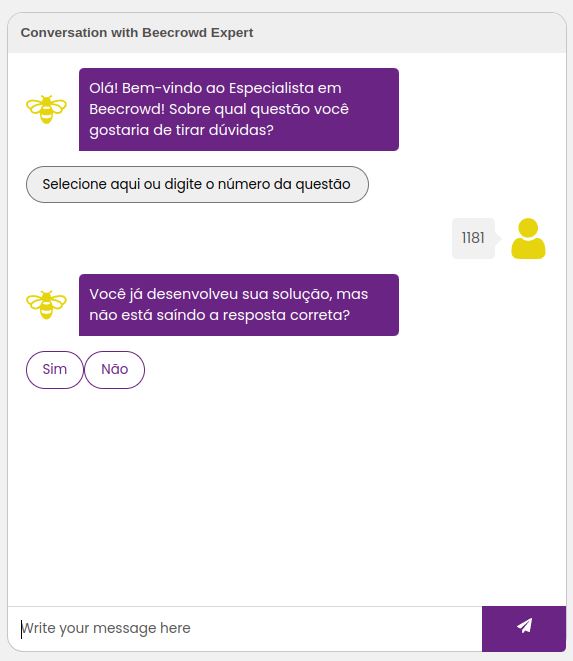 Conversation with Beecrowd Expert
Olá! Bem-vindo ao Especialista em
Beecrowd! Sobre qual questão você
gostaria de tirar dúvidas?
Selecione aqui ou digite o número da questão
1181
Você já desenvolveu sua solução, mas
não está saíndo a resposta correta?
Sim
Não
Write your message here